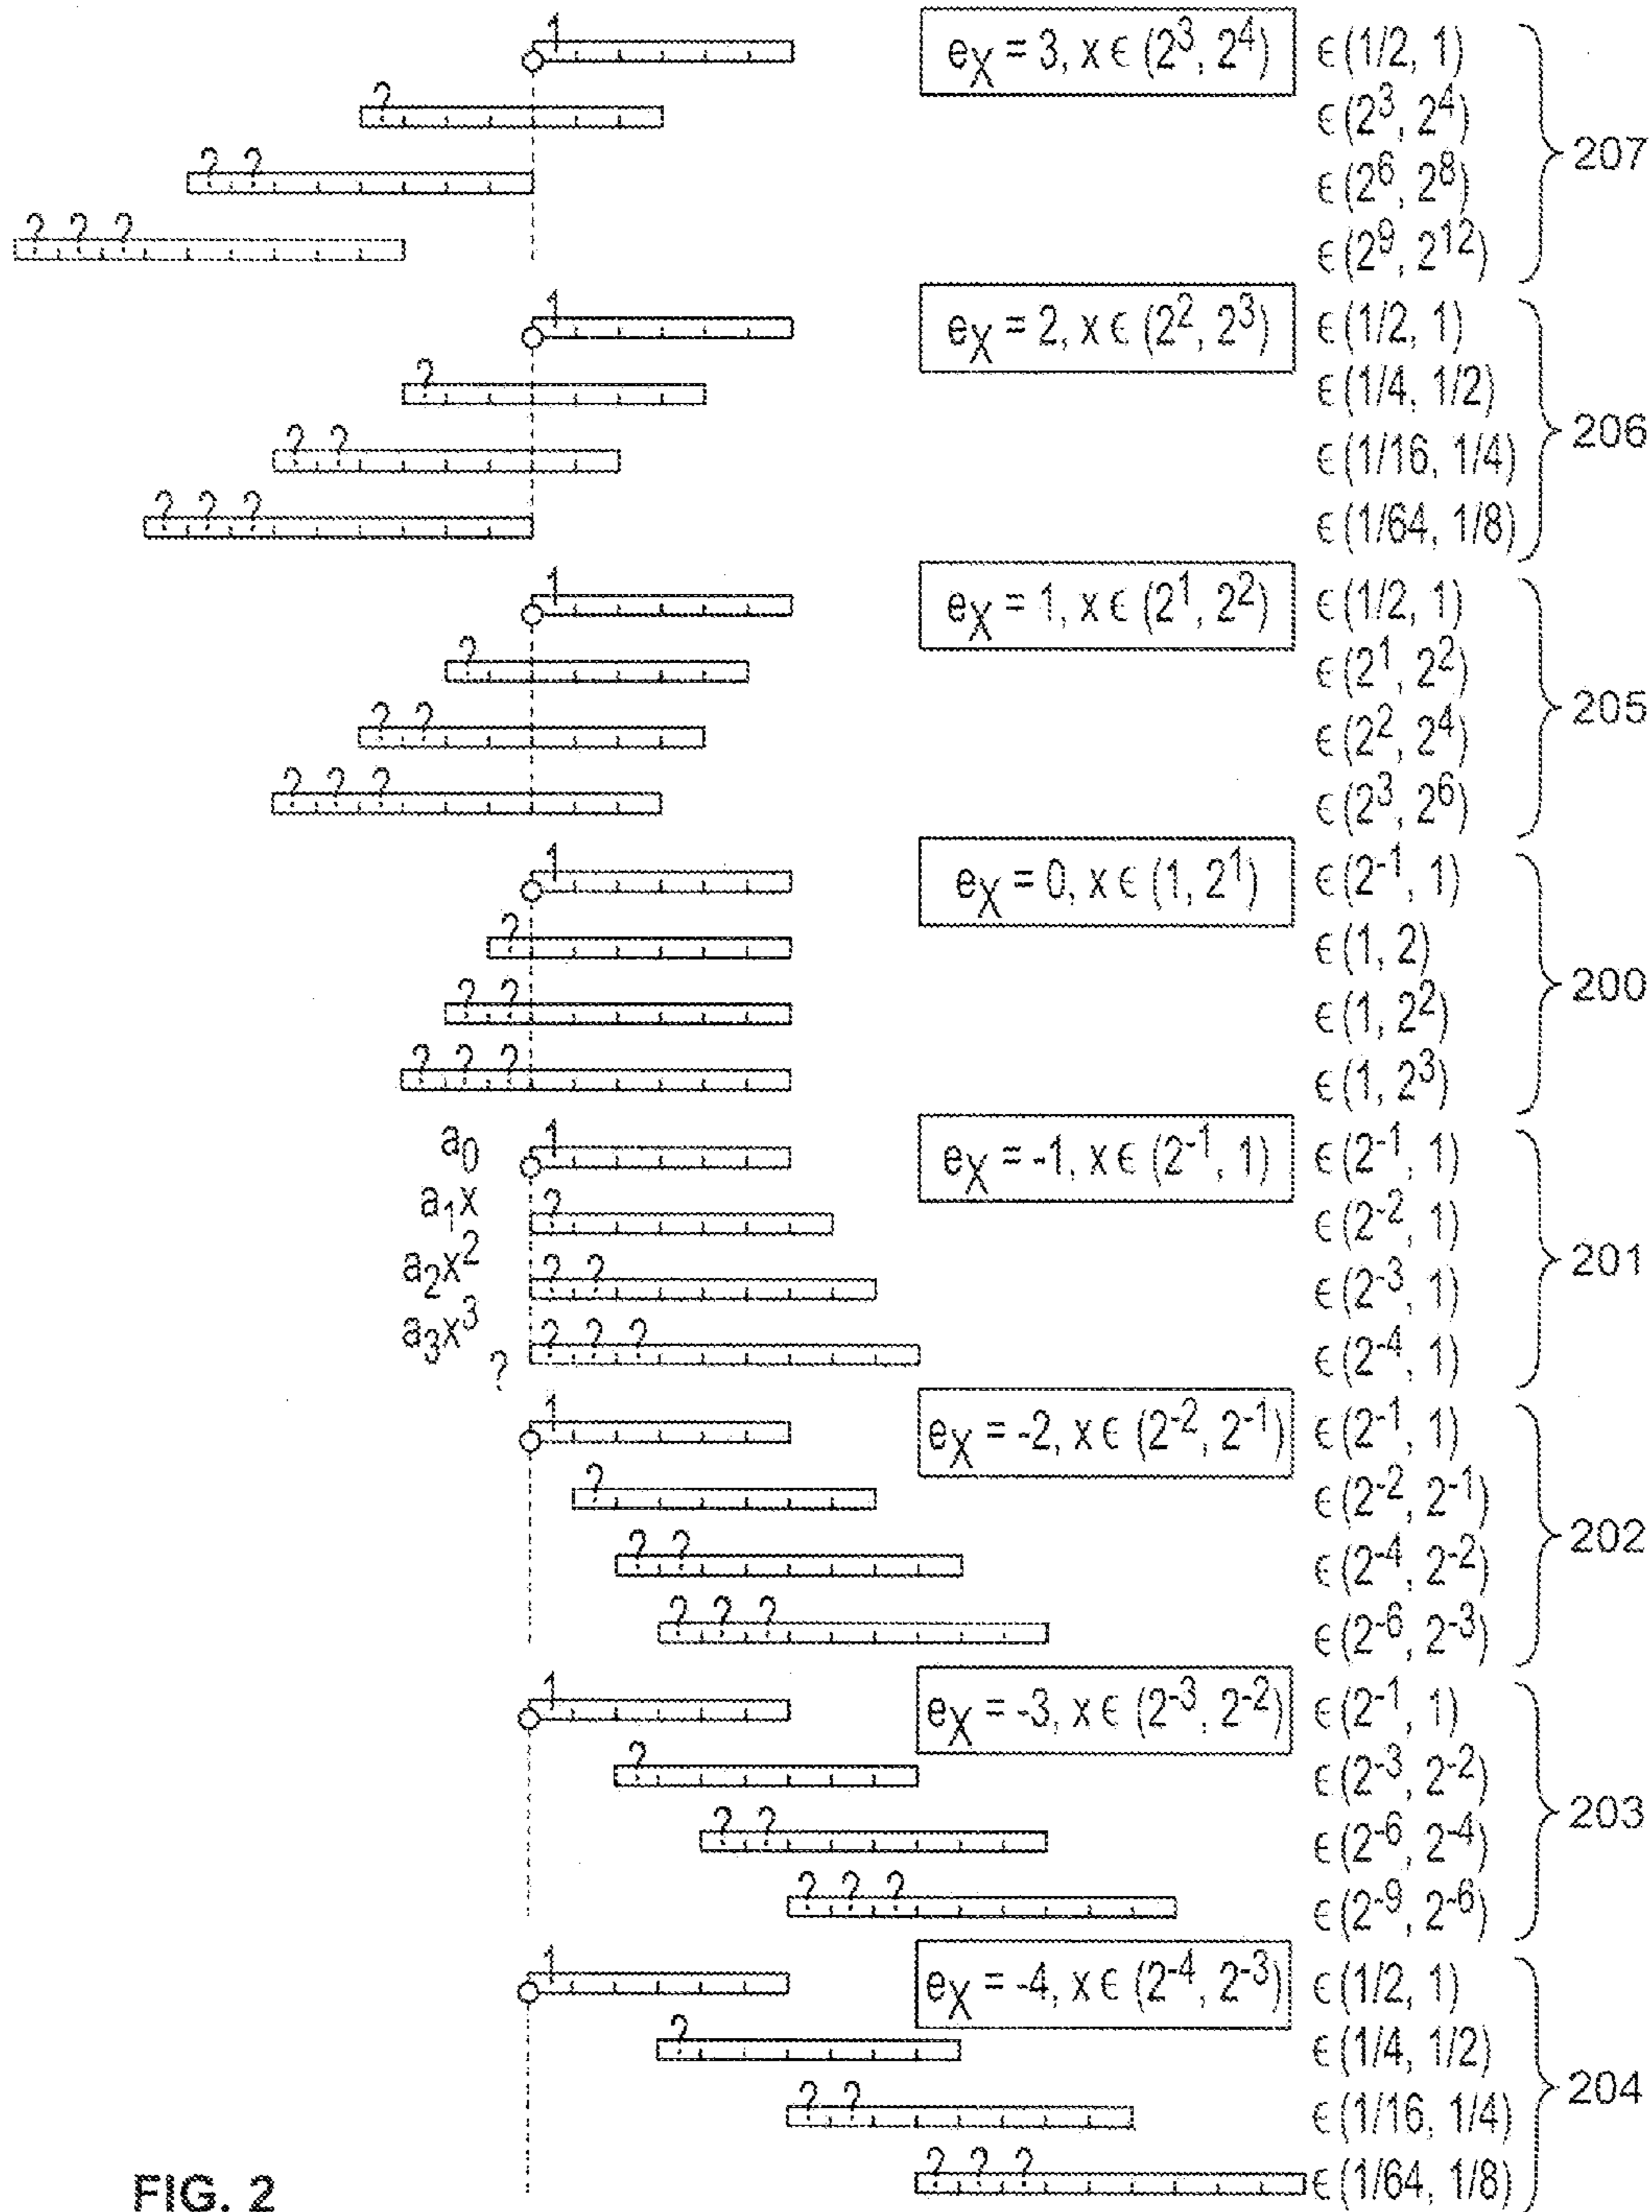 1 e_X = 3, x ϵ (2^3, 2^4) ϵ (1/2, 1)
? ϵ (2^3, 2^4)
? ? ϵ (2^6, 2^8)
? ? ? ϵ (2^9, 2^12)
207
1 e_X = 2, x ϵ (2^2, 2^3) ϵ (1/2, 1)
? ϵ (1/4, 1/2)
? ? ϵ (1/16, 1/4)
? ? ? ϵ (1/64, 1/8)
206
1 e_X = 1, x ϵ (2^1, 2^2) ϵ (1/2, 1)
? ϵ (2^1, 2^2)
? ? ϵ (2^2, 2^4)
? ? ? ϵ (2^3, 2^6)
205
1 e_X = 0, x ϵ (1, 2^1) ϵ (2^-1, 1)
? ϵ (1, 2)
? ? ϵ (1, 2^2)
? ? ? ϵ (1, 2^3)
200
a_0 1 e_X = -1, x ϵ (2^-1, 1) ϵ (2^-1, 1)
a_1x ? ϵ (2^-2, 1)
a_2x^2 ? ? ϵ (2^-3, 1)
a_3x^3 ? ? ? ϵ (2^-4, 1)
?
201
1 e_X = -2, x ϵ (2^-2, 2^-1) ϵ (2^-1, 1)
? ϵ (2^-2, 2^-1)
? ? ϵ (2^-4, 2^-2)
? ? ? ϵ (2^-6, 2^-3)
202
1 e_X = -3, x ϵ (2^-3, 2^-2) ϵ (2^-1, 1)
? ϵ (2^-3, 2^-2)
? ? ϵ (2^-6, 2^-4)
? ? ? ϵ (2^-9, 2^-6)
203
1 e_X = -4, x ϵ (2^-4, 2^-3) ϵ (1/2, 1)
? ϵ (1/4, 1/2)
? ? ϵ (1/16, 1/4)
? ? ? ϵ (1/64, 1/8)
204
FIG. 2